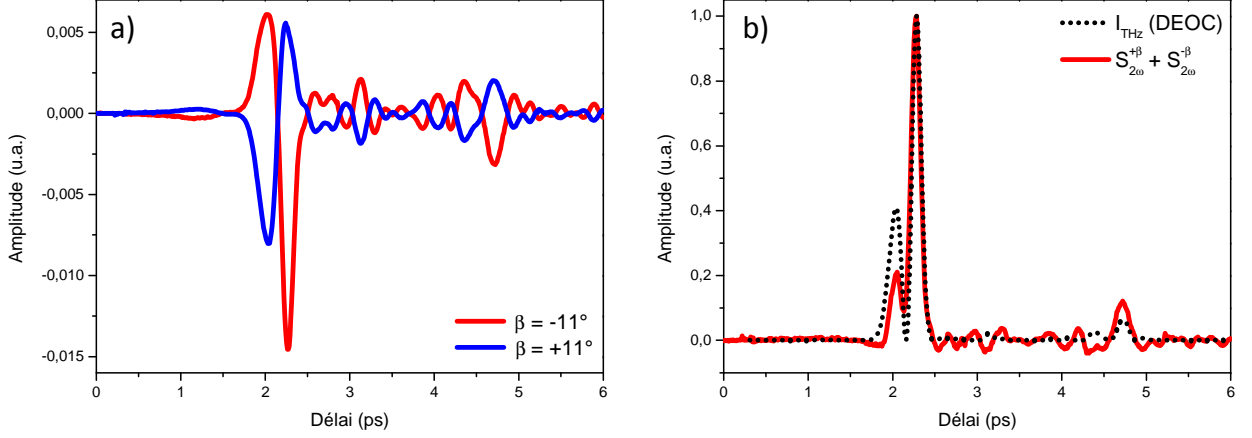 a)
0,005
0,000
-0,005
-0,010
-0,015
Amplitude (u.a.)
0 1 2 3 4 5 6
Délai (ps)
β = -11°
β = +11°
b)
1,0
0,8
0,6
0,4
0,2
0,0
Amplitude (u.a.)
0 1 2 3 4 5 6
Délai (ps)
I_THz (DEOC)
S_2ω^+β + S_2ω^-β